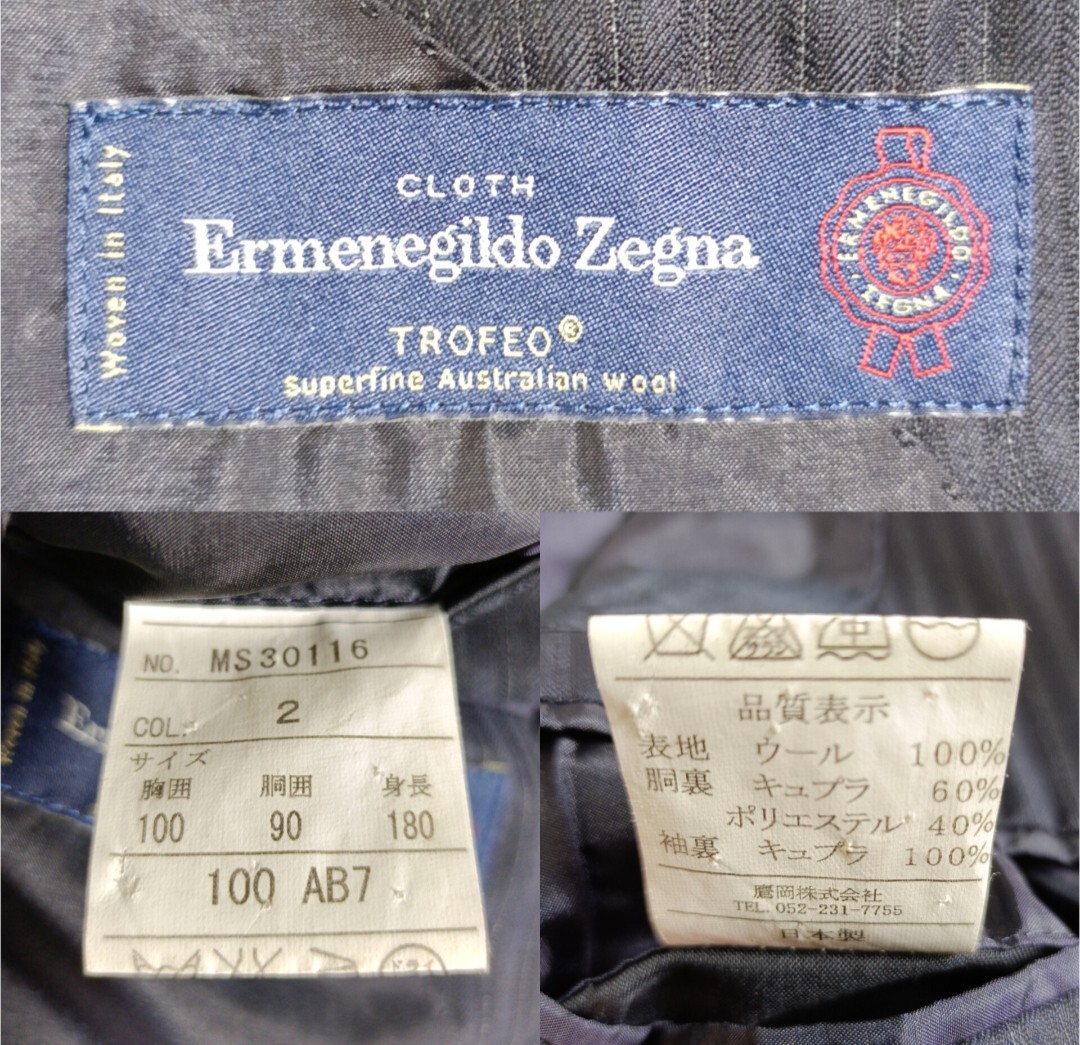 Woven in Italy
CLOTH
Ermenegildo Zegna
TROFEO®
Superfine Australian wool
ERMENEGILDO
ZEGNA
NO. MS30116
COL. 2
サイズ
胸囲 胴囲 身長
100 90 180
100 AB7
ドライ
品質表示
表地 ウール 100%
胴裏 キュプラ 60%
ポリエステル 40%
袖裏 キュプラ 100%
鷹岡株式会社
TEL. 052-231-7755
日本製